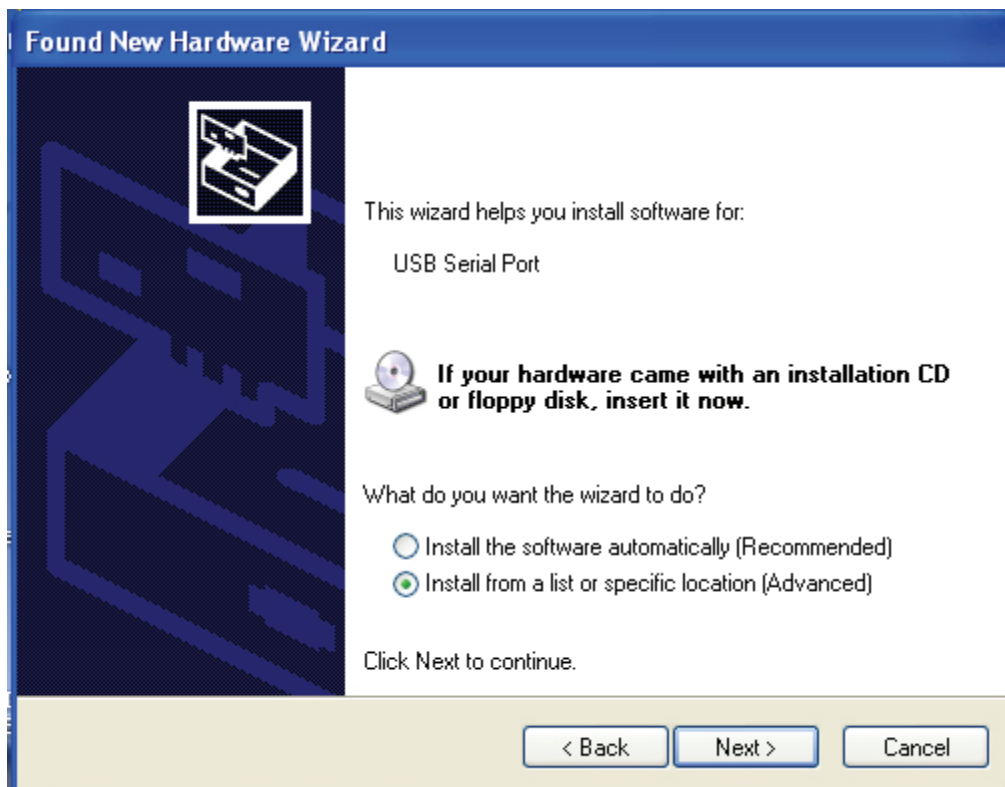 Found New Hardware Wizard
This wizard helps you install software for:
USB Serial Port
If your hardware came with an installation CD
or floppy disk, insert it now.
What do you want the wizard to do?
Install the software automatically (Recommended)
Install from a list or specific location (Advanced)
Click Next to continue.
< Back
Next >
Cancel